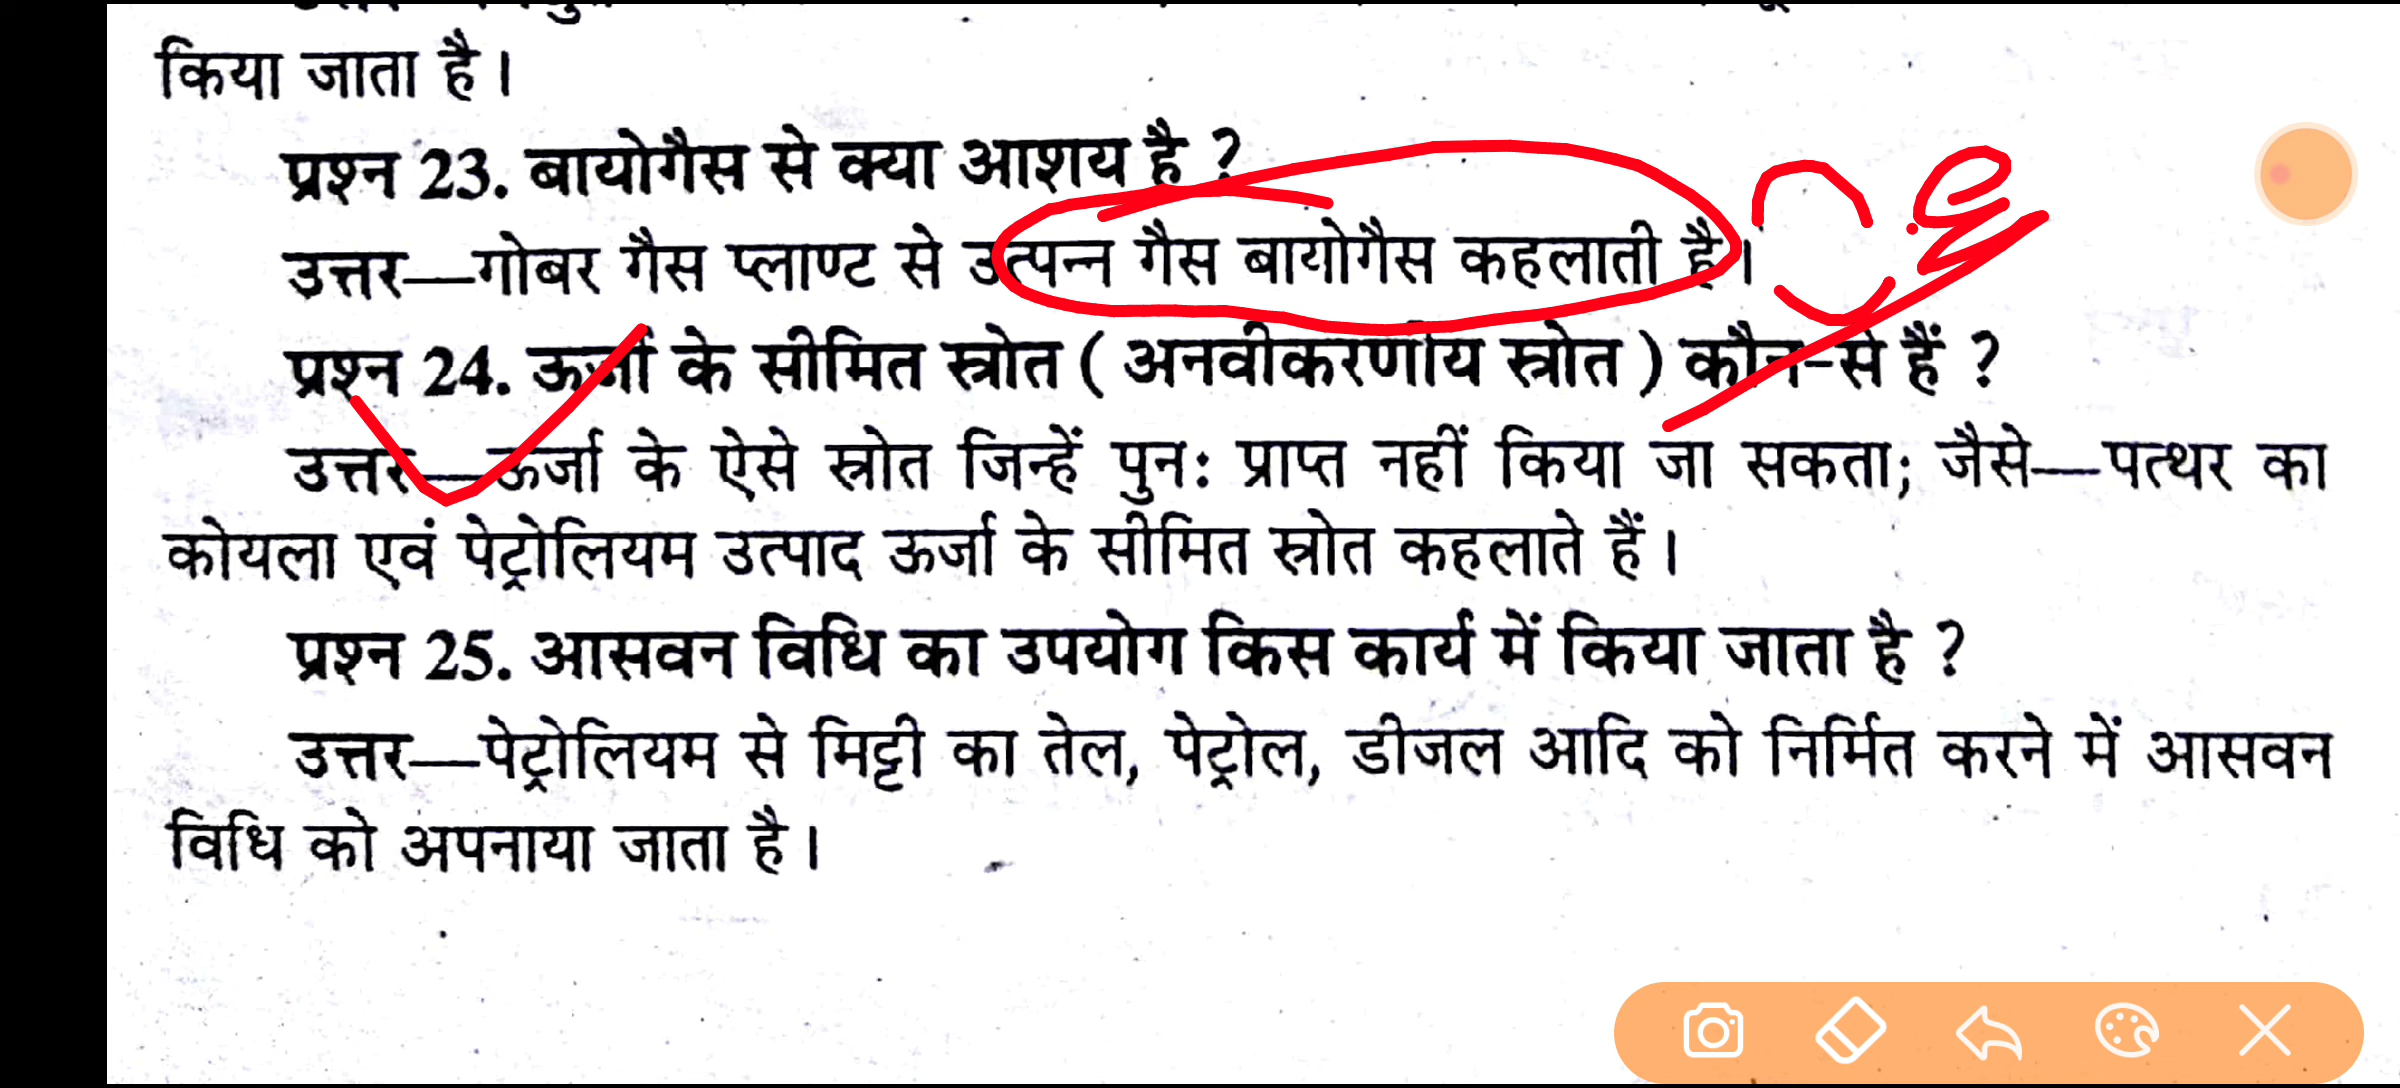 किया जाता है।
प्रश्न 23. बायोगैस से क्या आशय है ?
उत्तर—गोबर गैस प्लाण्ट से उत्पन्न गैस बायोगैस कहलाती है।
प्रश्न 24. ऊर्जा के सीमित स्त्रोत ( अनवीकरणीय स्त्रोत ) कौन-से हैं ?
उत्तर—ऊर्जा के ऐसे स्रोत जिन्हें पुनः प्राप्त नहीं किया जा सकता; जैसे—पत्थर का
कोयला एवं पेट्रोलियम उत्पाद ऊर्जा के सीमित स्रोत कहलाते हैं।
प्रश्न 25. आसवन विधि का उपयोग किस कार्य में किया जाता है ?
उत्तर—पेट्रोलियम से मिट्टी का तेल, पेट्रोल, डीजल आदि को निर्मित करने में आसवन
विधि को अपनाया जाता है।